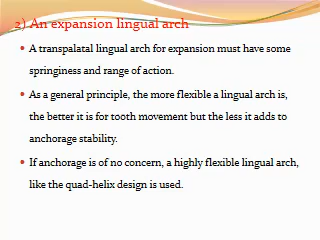 2) An expansion lingual arch
• A transpalatal lingual arch for expansion must have some
springiness and range of action.
• As a general principle, the more flexible a lingual arch is,
the better it is for tooth movement but the less it adds to
anchorage stability.
• If anchorage is of no concern, a highly flexible lingual arch,
like the quad-helix design is used.